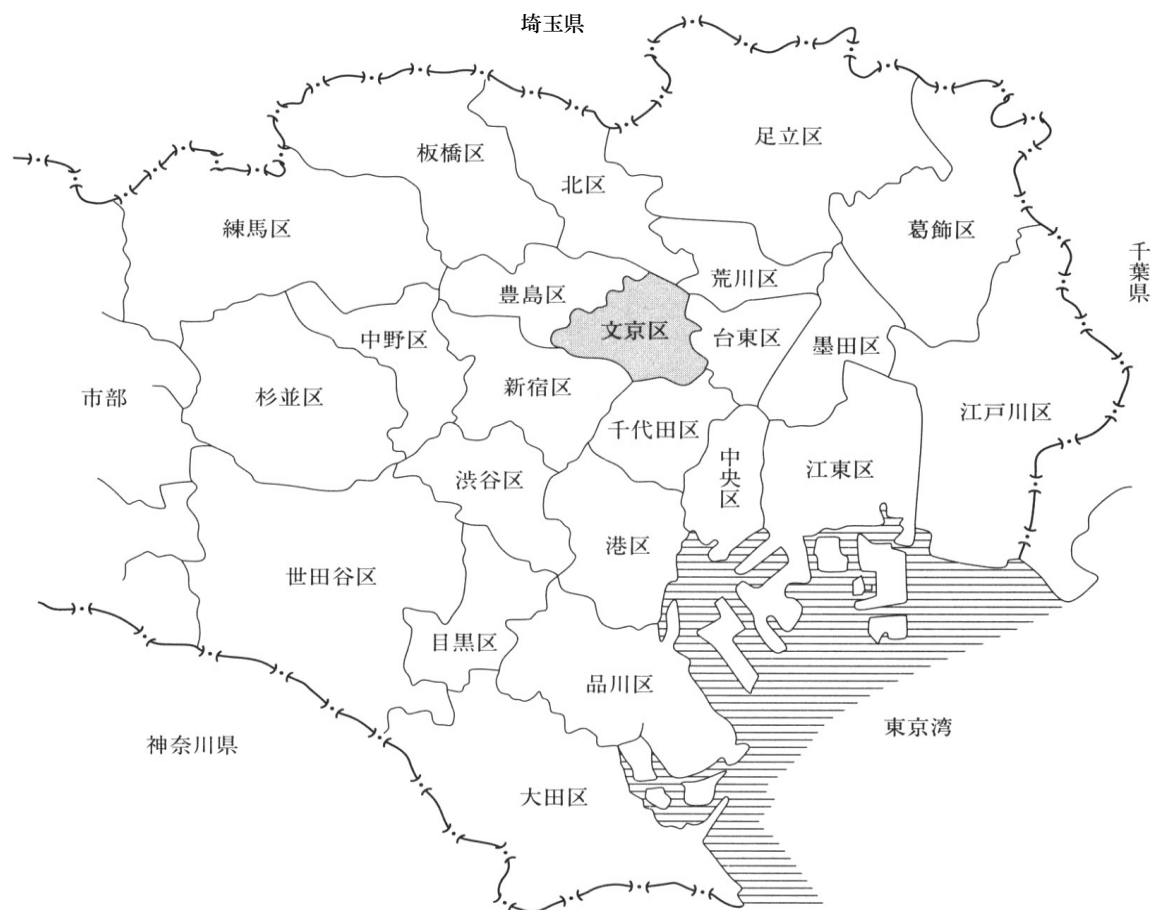 埼玉県
足立区
板橋区
北区
練馬区
葛飾区
千葉県
荒川区
豊島区
文京区
台東区
中野区
墨田区
新宿区
杉並区
市部
江戸川区
千代田区
中央区
江東区
渋谷区
港区
世田谷区
目黒区
品川区
東京湾
神奈川県
大田区